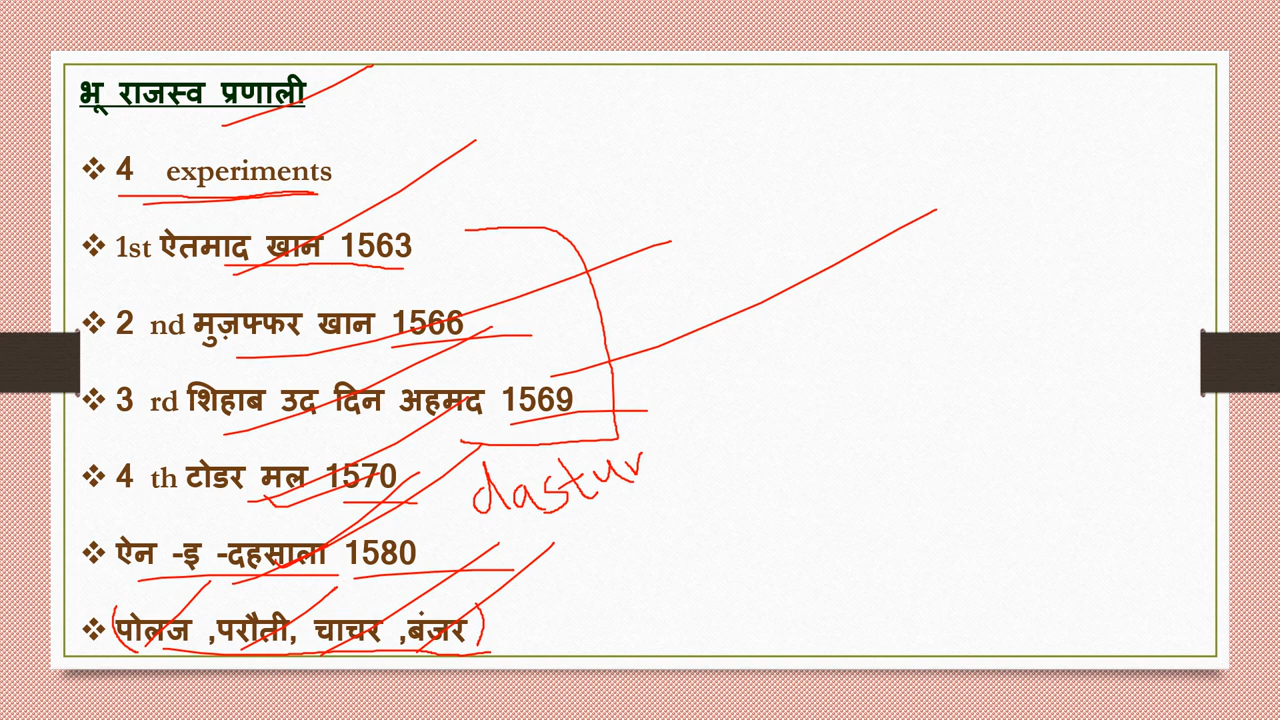 भू राजस्व प्रणाली
❖ 4 experiments
❖ 1st ऐतमाद खान 1563
❖ 2 nd मुज़फ्फर खान 1566
❖ 3 rd शिहाब उद दिन अहमद 1569
❖ 4 th टोडर मल 1570
dastur
❖ ऐन -इ -दहसाला 1580
❖ (पोलज ,परौती, चाचर ,बंजर)